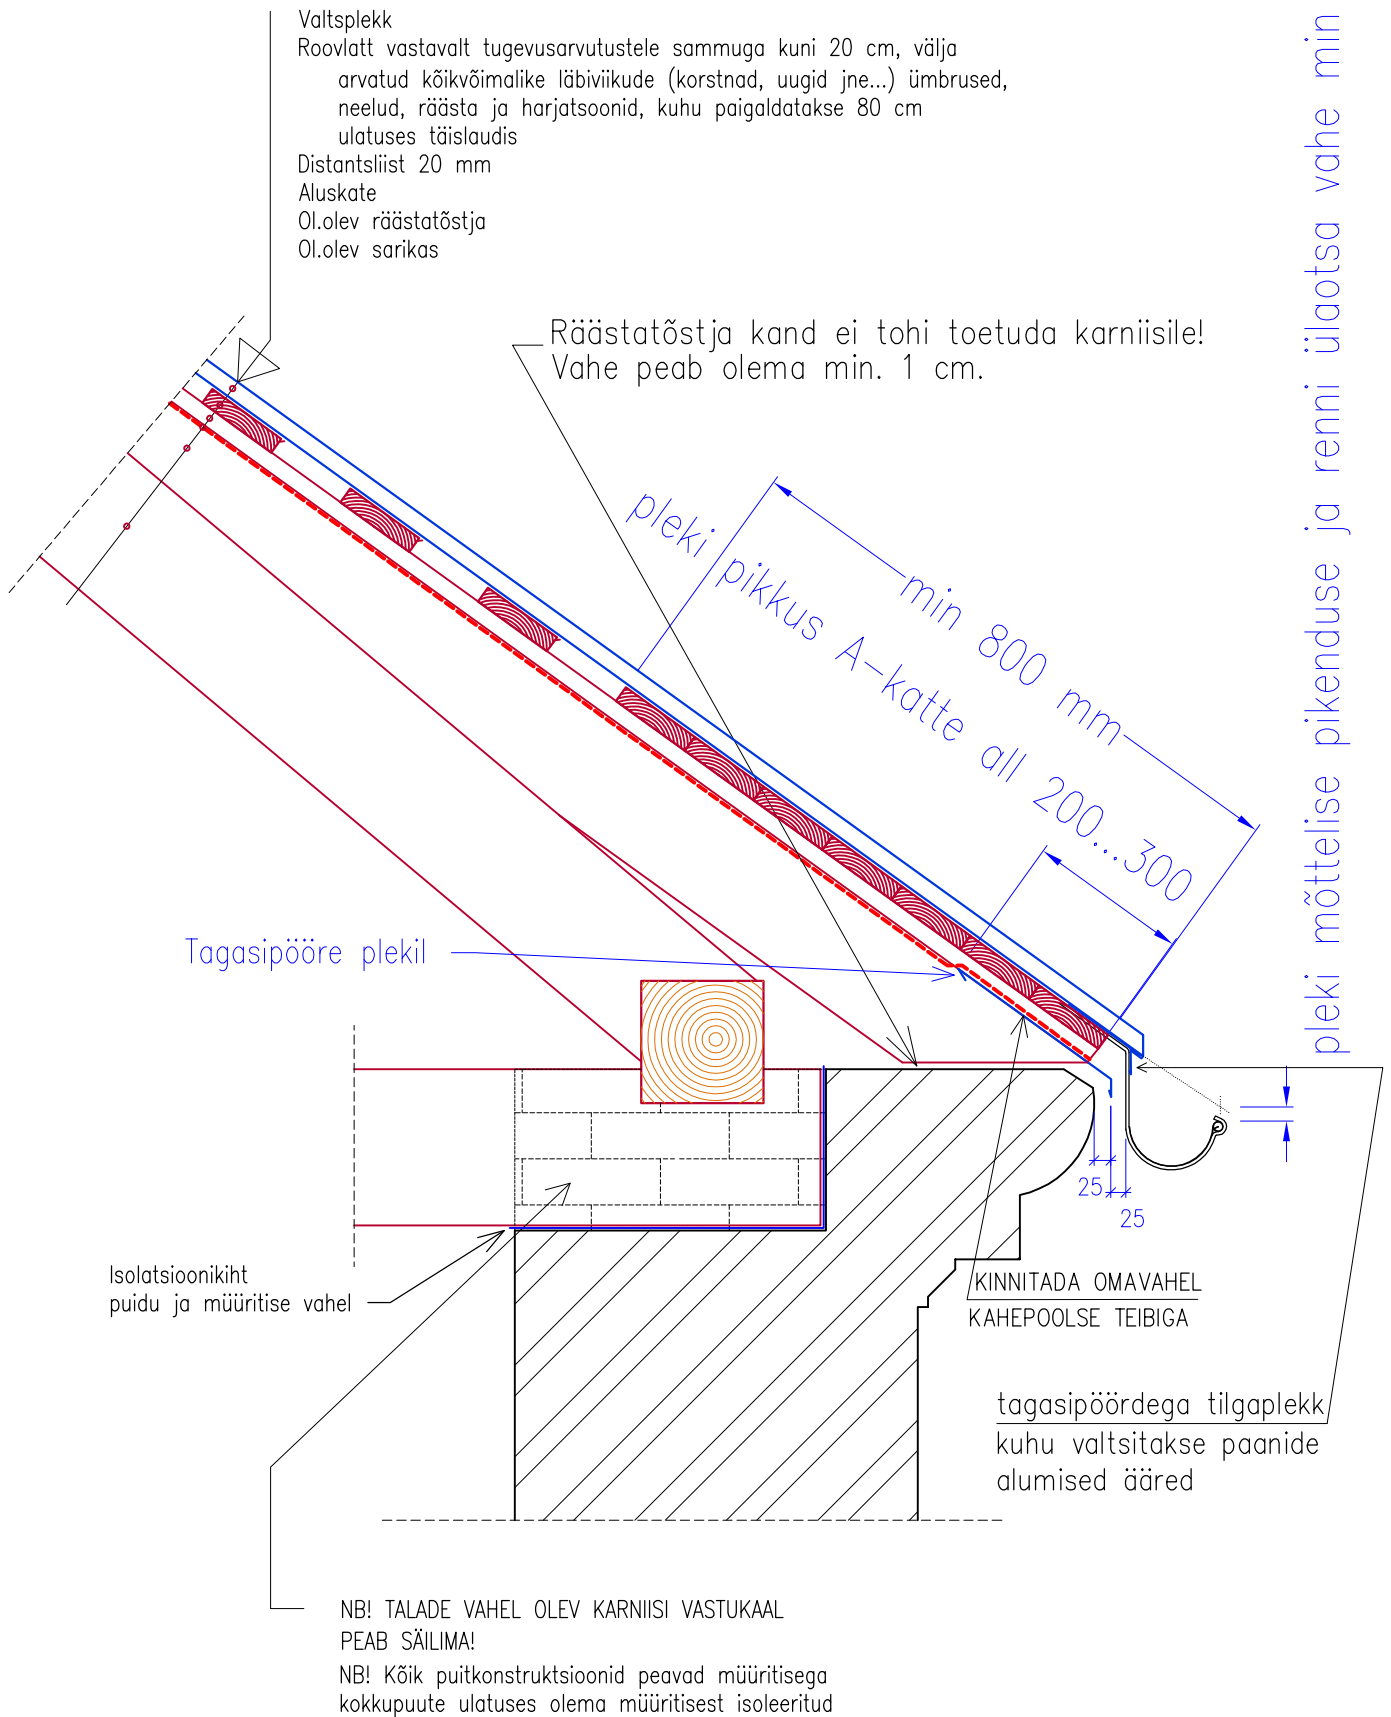 Valtsplekk
Roovlatt vastavalt tugevusarvutustele sammuga kuni 20 cm, välja
arvatud kõikvõimalike läbiviikude (korstnad, uugid jne...) ümbrused,
neelud, räästa ja harjatsoonid, kuhu paigaldatakse 80 cm
ulatuses täislaudis
Distantsliist 20 mm
Aluskate
Ol.olev räästatõstja
Ol.olev sarikas
Räästatõstja kand ei tohi toetuda karniisile!
Vahe peab olema min. 1 cm.
pleki mõttelise pikenduse ja renni ülaotsa vahe min
min 800 mm
pleki pikkus A-katte all 200...300
Tagasipööre plekil
25
25
Isolatsioonikiht
puidu ja müüritise vahel
KINNITADA OMAVAHEL
KAHEPOOLSE TEIBIGA
tagasipöördega tilgaplekk
kuhu valtsitakse paanide
alumised ääred
NB! TALADE VAHEL OLEV KARNIISI VASTUKAAL
PEAB SÄILIMA!
NB! Kõik puitkonstruktsioonid peavad müüritisega
kokkupuute ulatuses olema müüritisest isoleeritud